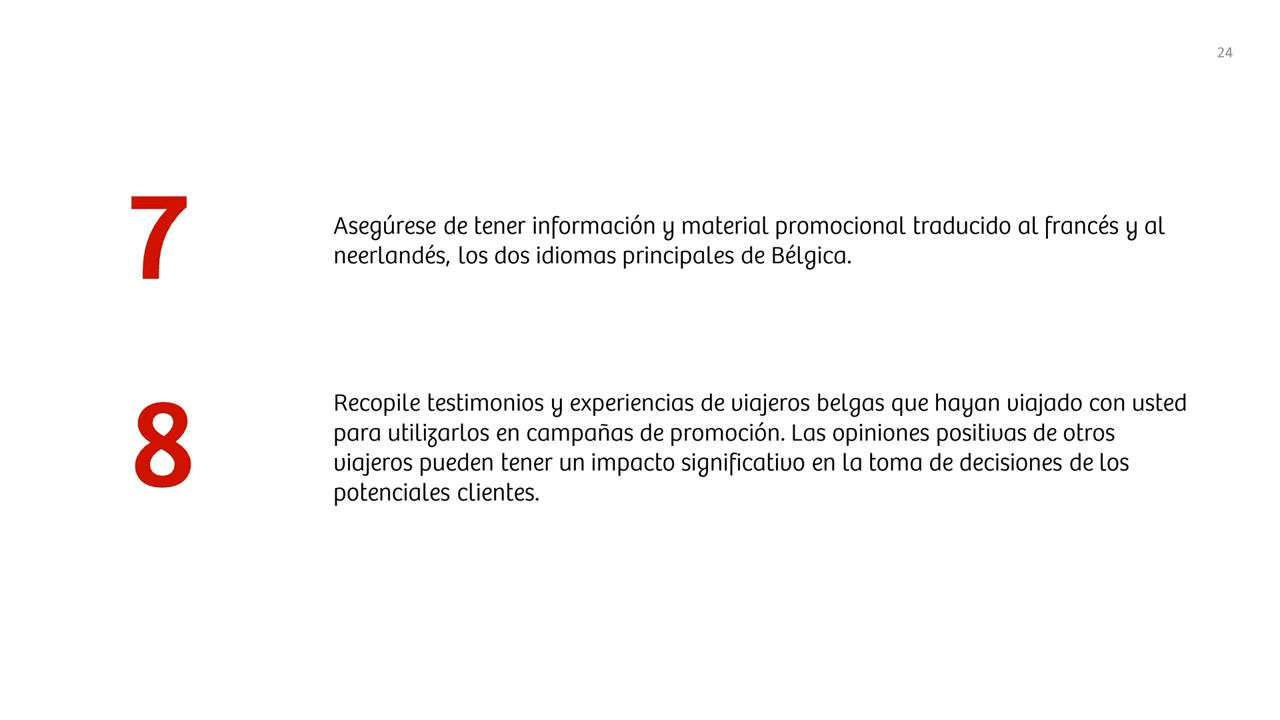 24
7
Asegúrese de tener información y material promocional traducido al francés y al
neerlandés, los dos idiomas principales de Bélgica.
8
Recopile testimonios y experiencias de viajeros belgas que hayan viajado con usted
para utilizarlos en campañas de promoción. Las opiniones positivas de otros
viajeros pueden tener un impacto significativo en la toma de decisiones de los
potenciales clientes.